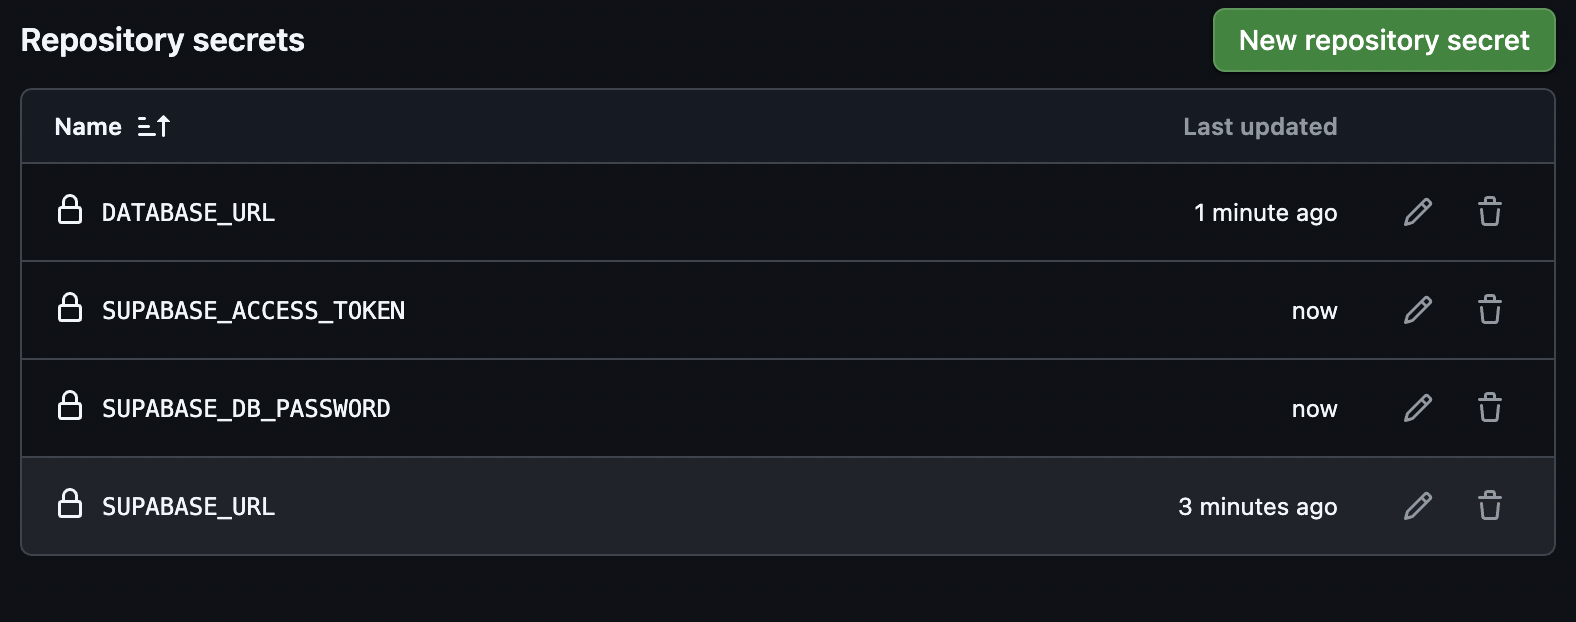 Repository secrets
New repository secret
Name Last updated
DATABASE_URL 1 minute ago
SUPABASE_ACCESS_TOKEN now
SUPABASE_DB_PASSWORD now
SUPABASE_URL 3 minutes ago